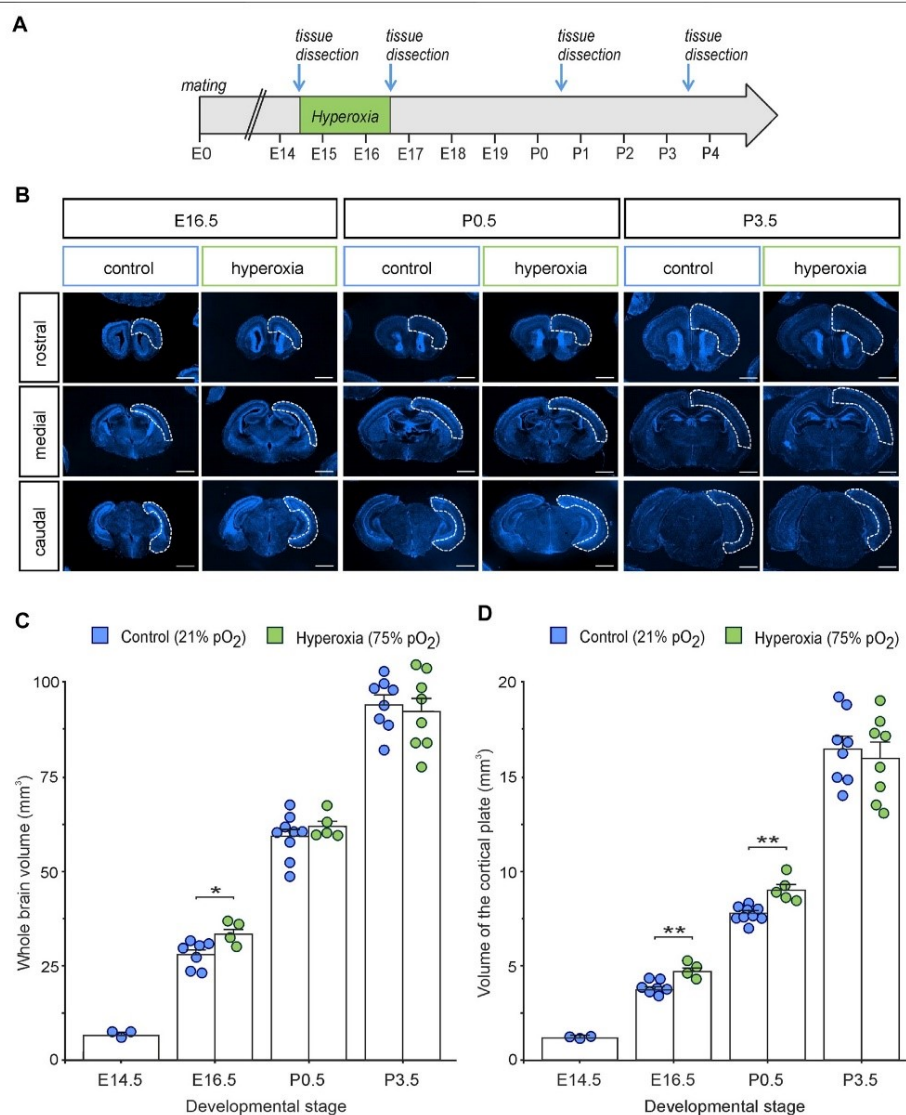 A
tissue dissection
tissue dissection
tissue dissection
tissue dissection
mating
Hyperoxia
E0
E14
E15
E16
E17
E18
E19
P0
P1
P2
P3
P4
B
E16.5
P0.5
P3.5
control
hyperoxia
control
hyperoxia
control
hyperoxia
rostral
medial
caudal
C
Control (21% pO2)
Hyperoxia (75% pO2)
Whole brain volume (mm³)
100
75
50
25
0
*
E14.5
E16.5
P0.5
P3.5
Developmental stage
D
Control (21% pO2)
Hyperoxia (75% pO2)
Volume of the cortical plate (mm³)
20
15
10
5
0
**
**
E14.5
E16.5
P0.5
P3.5
Developmental stage